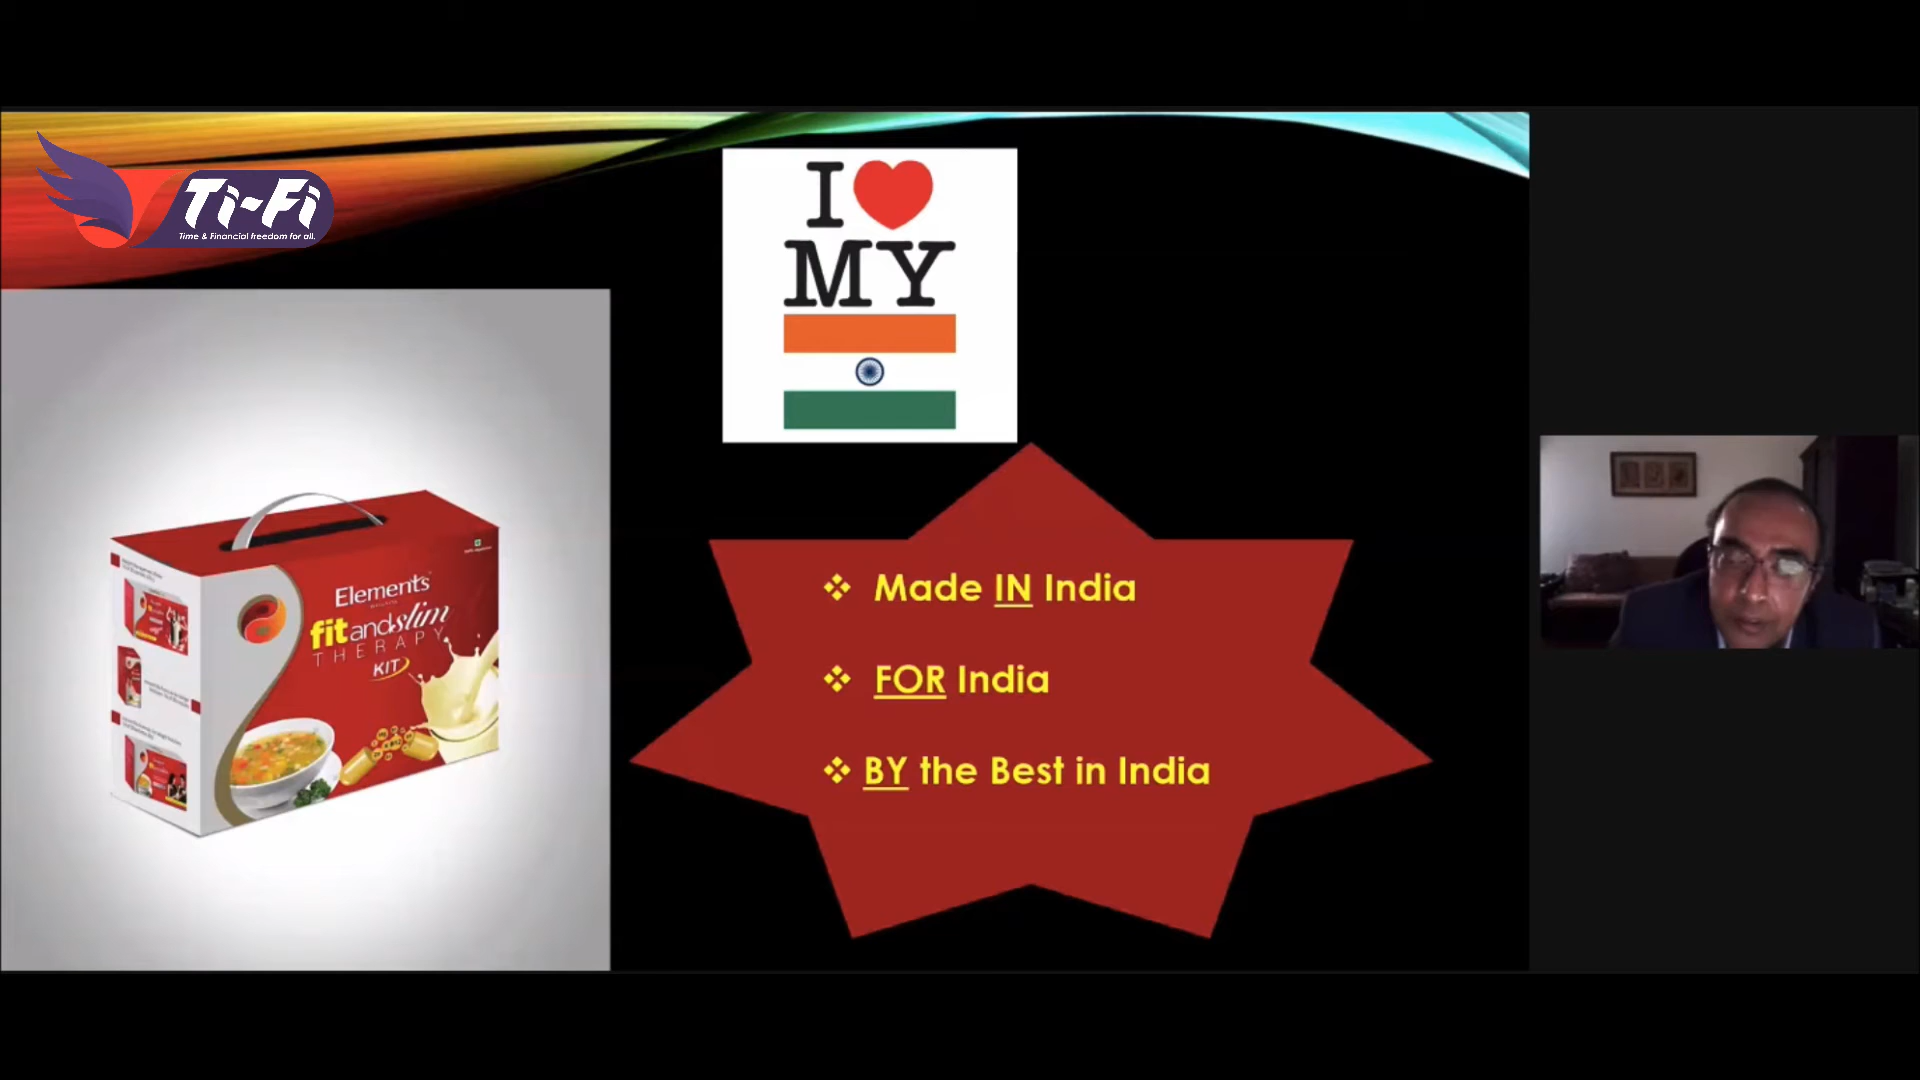 Ti-Fi
Time & Financial freedom for all.
I
MY
Elements
fit and slim
THERAPY
KIT
❖ Made IN India
❖ FOR India
❖ BY the Best in India